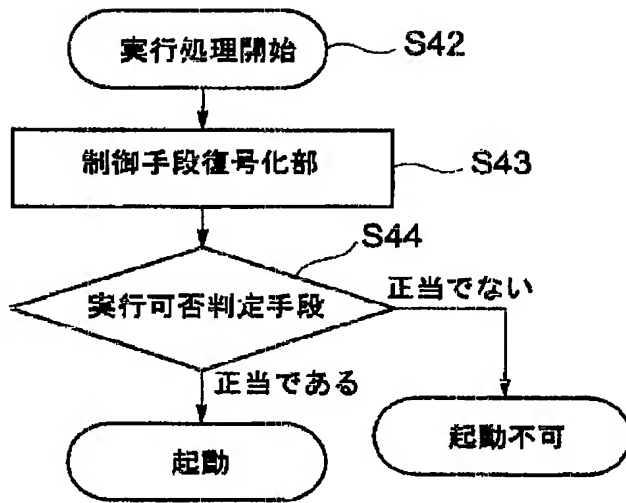 実行処理開始 S42
制御手段復号化部 S43
S44
実行可否判定手段
正当でない
正当である
起動
起動不可